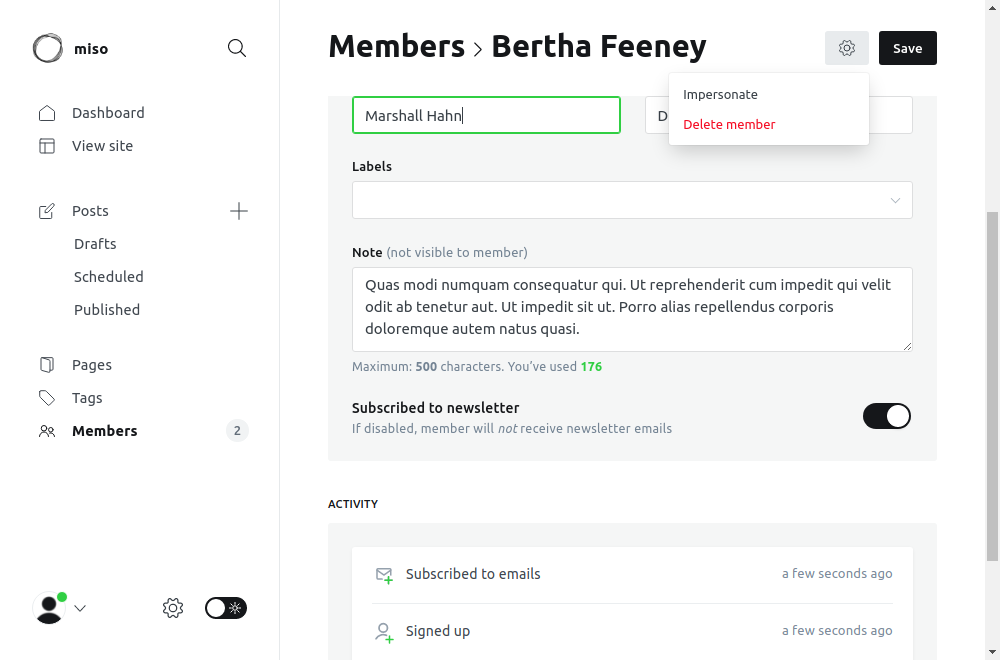 miso
Dashboard
View site
Posts
Drafts
Scheduled
Published
Pages
Tags
Members 2
Members > Bertha Feeney
Save
Impersonate
Delete member
Marshall Hahn
D
Labels
Note (not visible to member)
Quas modi numquam consequatur qui. Ut reprehenderit cum impedit qui velit
odit ab tenetur aut. Ut impedit sit ut. Porro alias repellendus corporis
doloremque autem natus quasi.
Maximum: 500 characters. You've used 176
Subscribed to newsletter
If disabled, member will not receive newsletter emails
ACTIVITY
Subscribed to emails a few seconds ago
Signed up a few seconds ago